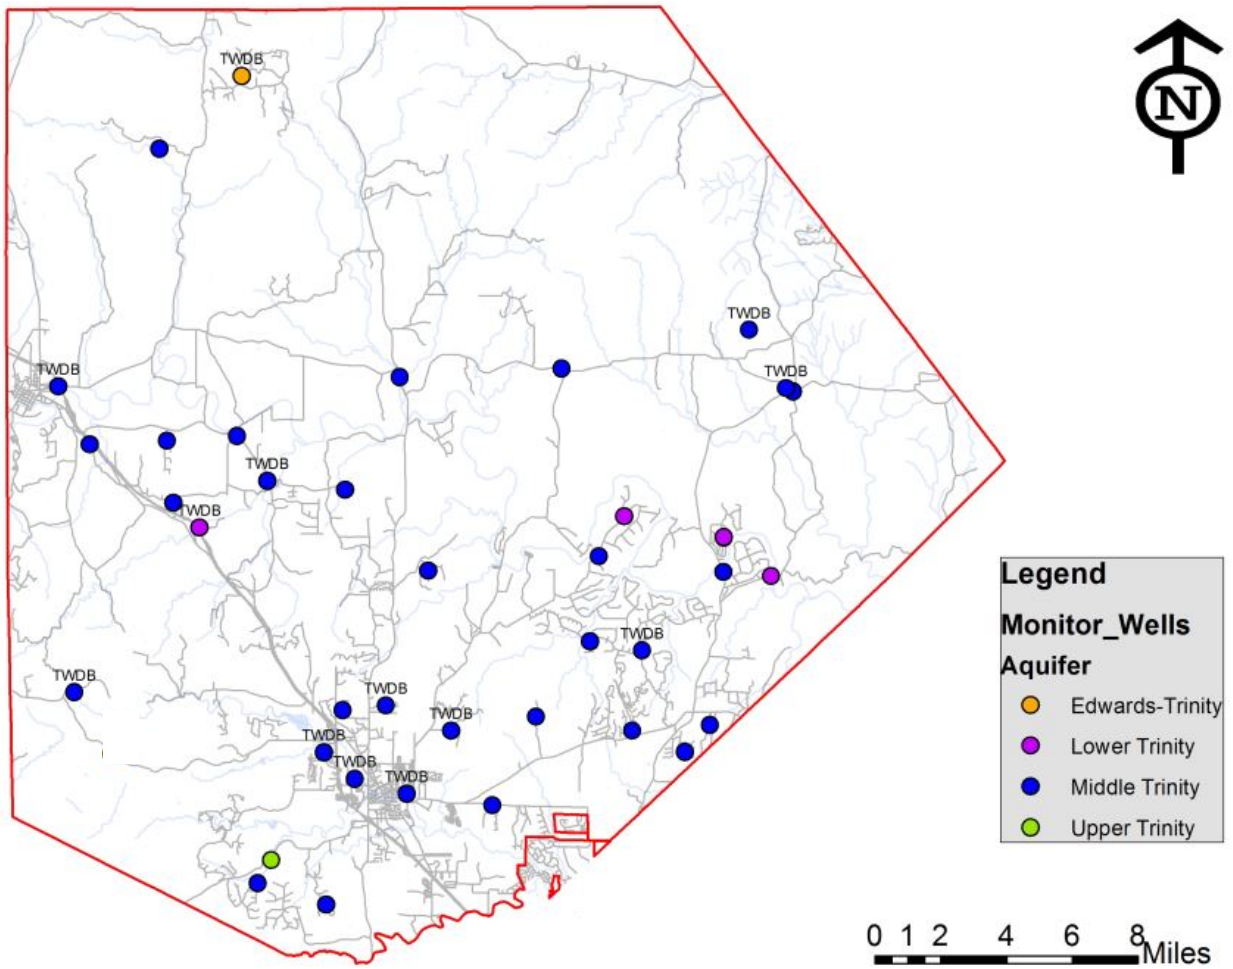 TWDB
N
TWDB
TWDB
TWDB
TWDB
TWDB
TWDB
TWDB
TWDB
TWDB
TWDB
TWDB
TWDB
Legend
Monitor_Wells
Aquifer
Edwards-Trinity
Lower Trinity
Middle Trinity
Upper Trinity
0 1 2 4 6 8 Miles